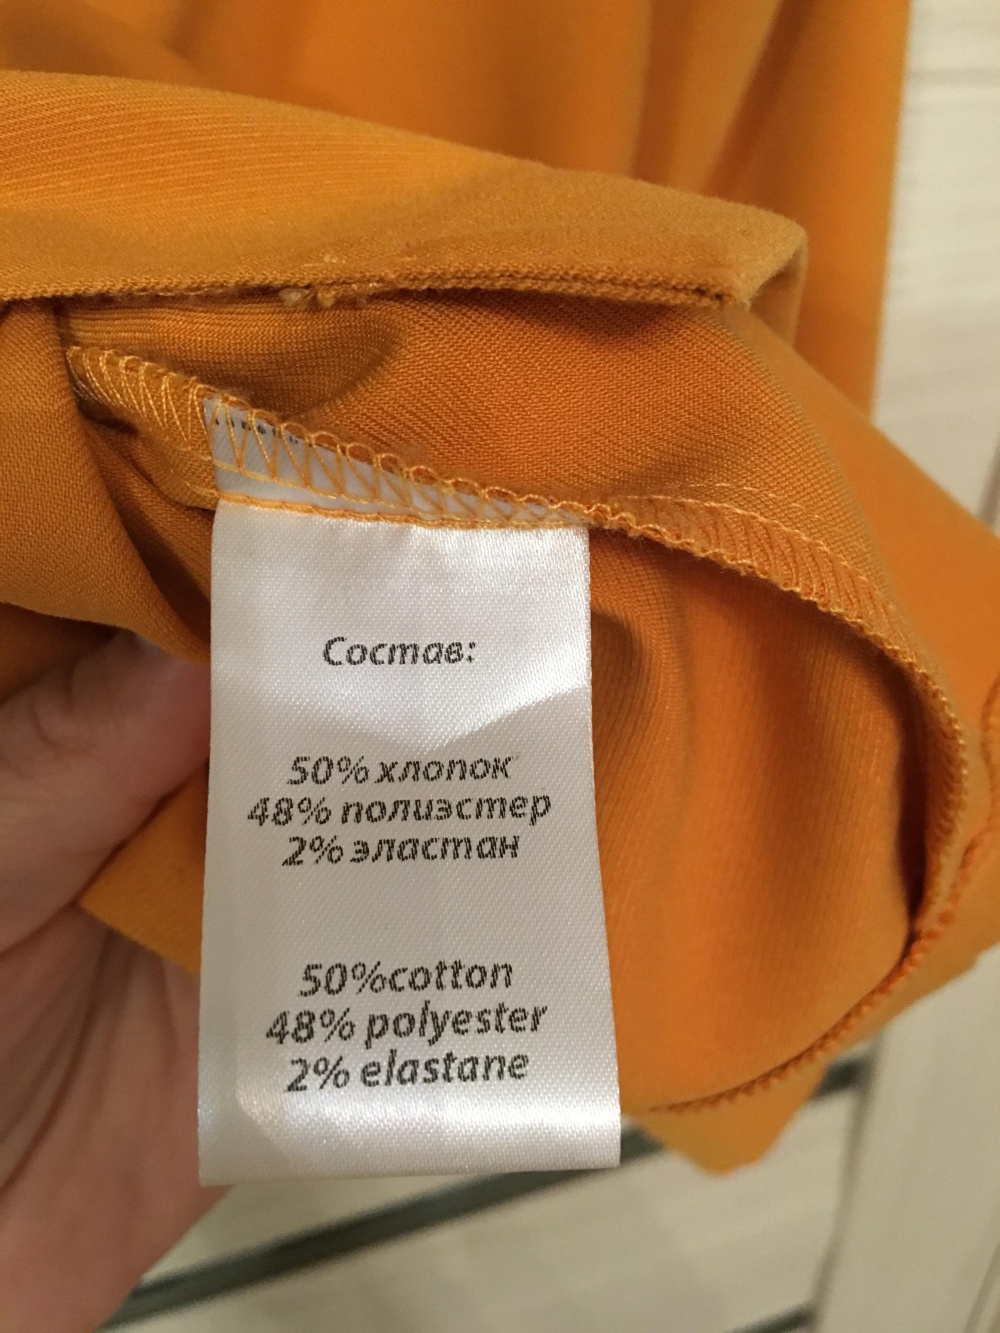 Состав:
50% хлопок
48% полиэстер
2% эластан
50%cotton
48% polyester
2% elastane